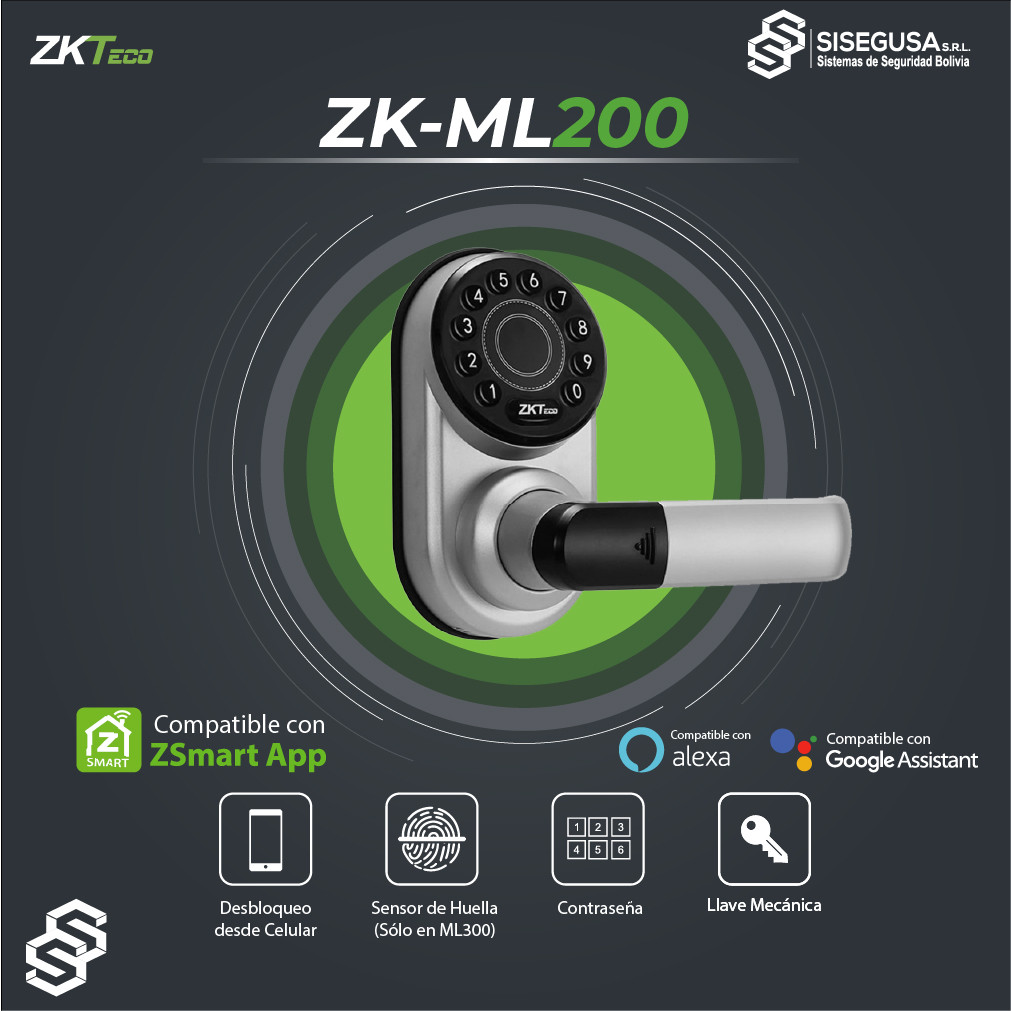 ZKTECO
SISEGUSA S.R.L.
Sistemas de Seguridad Bolivia
ZK-ML200
5 6
4 7
3 8
2 9
1 0
ZKTECO
Z
SMART
Compatible con
ZSmart App
Compatible con
alexa
Compatible con
Google Assistant
1 2 3
4 5 6
Desbloqueo
desde Celular
Sensor de Huella
(Sólo en ML300)
Contraseña
Llave Mecánica